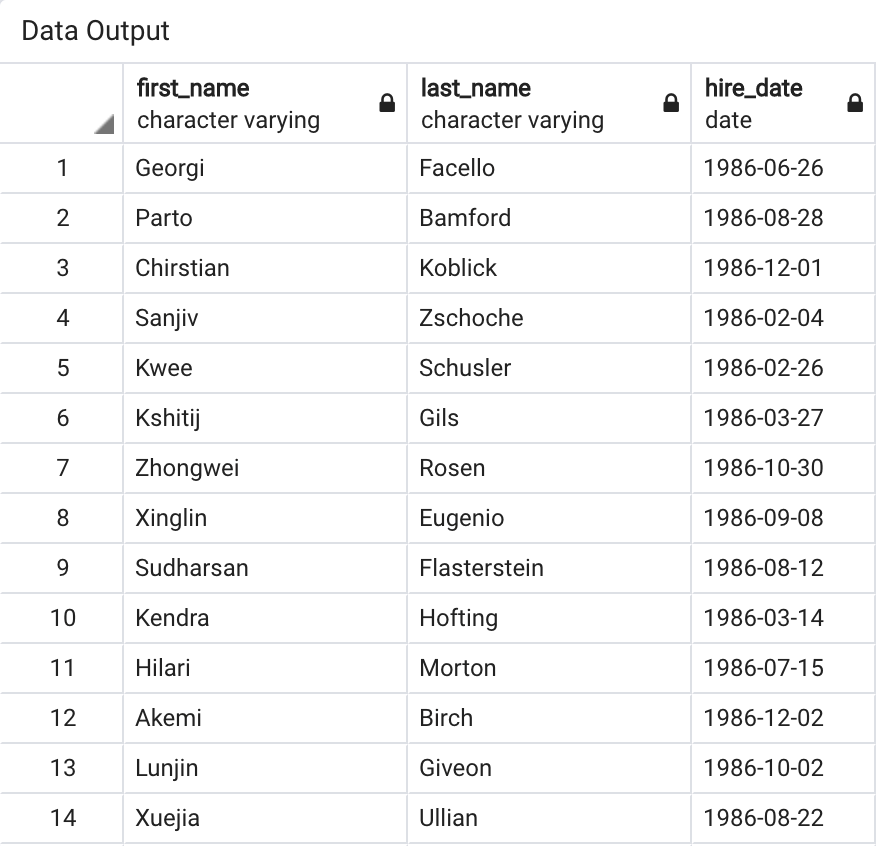 Data Output
first_name last_name hire_date
character varying character varying date
1 Georgi Facello 1986-06-26
2 Parto Bamford 1986-08-28
3 Chirstian Koblick 1986-12-01
4 Sanjiv Zschoche 1986-02-04
5 Kwee Schusler 1986-02-26
6 Kshitij Gils 1986-03-27
7 Zhongwei Rosen 1986-10-30
8 Xinglin Eugenio 1986-09-08
9 Sudharsan Flasterstein 1986-08-12
10 Kendra Hofting 1986-03-14
11 Hilari Morton 1986-07-15
12 Akemi Birch 1986-12-02
13 Lunjin Giveon 1986-10-02
14 Xuejia Ullian 1986-08-22